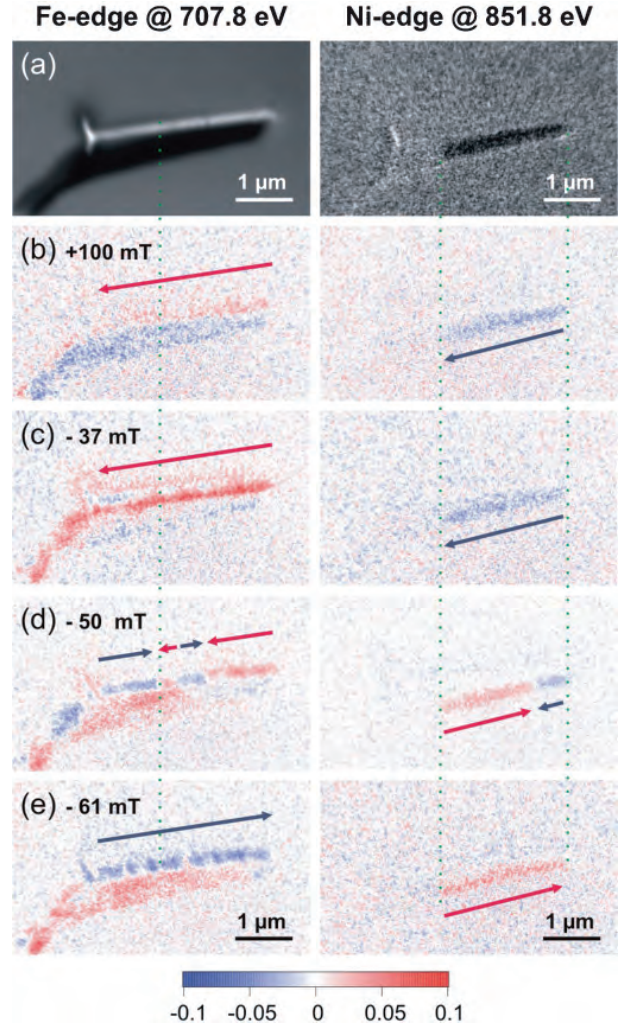 Fe-edge @ 707.8 eV Ni-edge @ 851.8 eV
(a)
1 µm 1 µm
(b) +100 mT
(c) - 37 mT
(d) - 50 mT
(e) - 61 mT
1 µm 1 µm
-0.1 -0.05 0 0.05 0.1